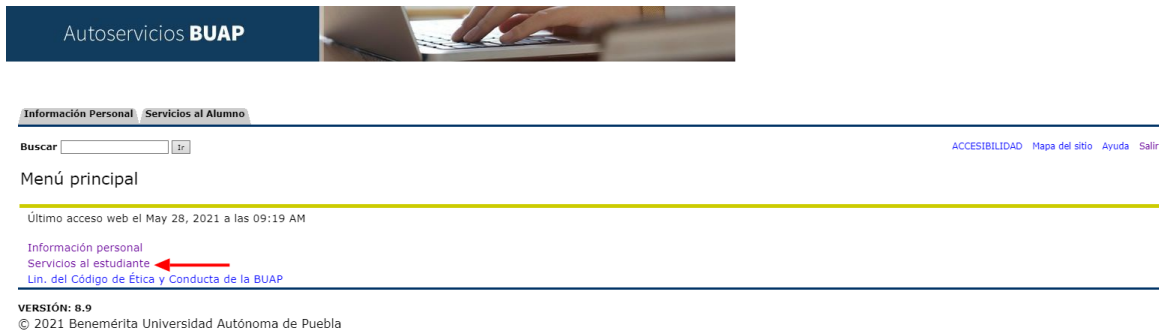 Autoservicios BUAP
Información Personal Servicios al Alumno
Buscar Ir ACCESIBILIDAD Mapa del sitio Ayuda Salir
Menú principal
Último acceso web el May 28, 2021 a las 09:19 AM
Información personal
Servicios al estudiante
Lin. del Código de Ética y Conducta de la BUAP
VERSIÓN: 8.9
© 2021 Benemérita Universidad Autónoma de Puebla